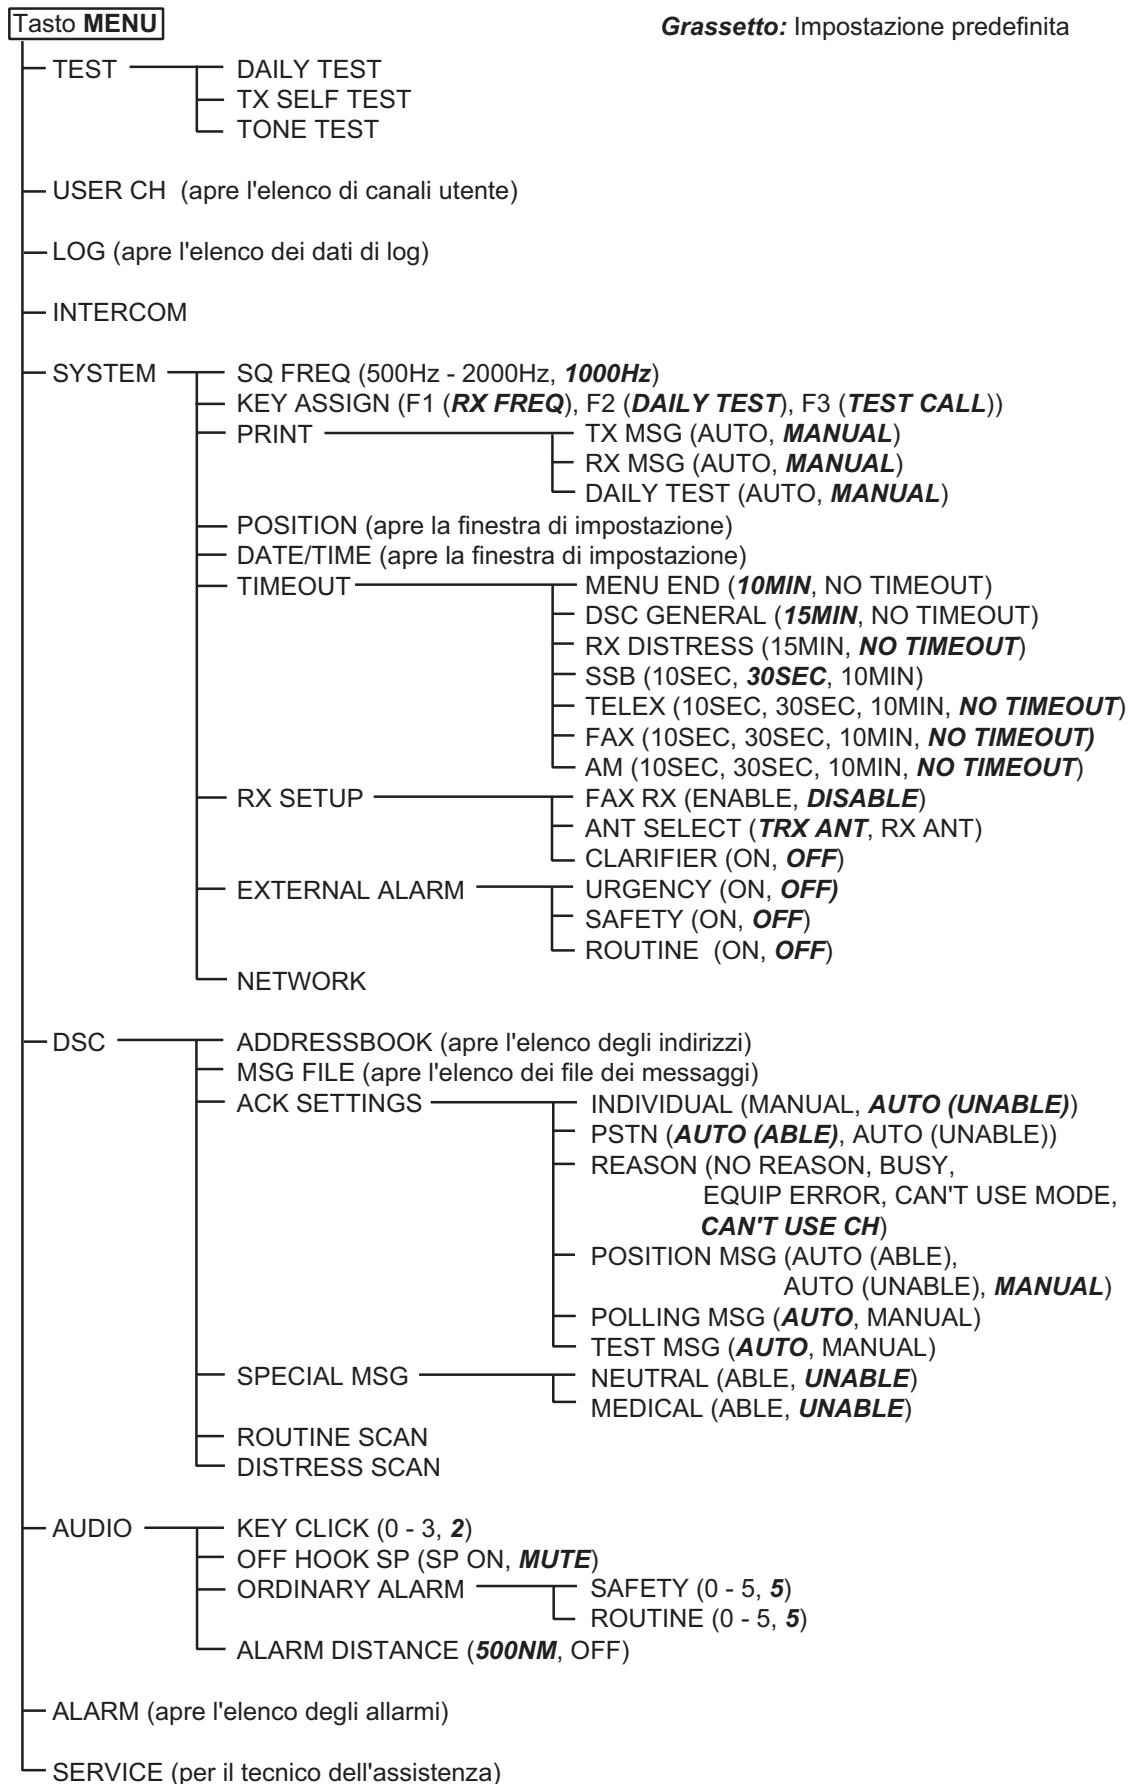 Tasto MENU
Grassetto: Impostazione predefinita
TEST
DAILY TEST
TX SELF TEST
TONE TEST
USER CH (apre l'elenco di canali utente)
LOG (apre l'elenco dei dati di log)
INTERCOM
SYSTEM
SQ FREQ (500Hz - 2000Hz, 1000Hz)
KEY ASSIGN (F1 (RX FREQ), F2 (DAILY TEST), F3 (TEST CALL))
PRINT
TX MSG (AUTO, MANUAL)
RX MSG (AUTO, MANUAL)
DAILY TEST (AUTO, MANUAL)
POSITION (apre la finestra di impostazione)
DATE/TIME (apre la finestra di impostazione)
TIMEOUT
MENU END (10MIN, NO TIMEOUT)
DSC GENERAL (15MIN, NO TIMEOUT)
RX DISTRESS (15MIN, NO TIMEOUT)
SSB (10SEC, 30SEC, 10MIN)
TELEX (10SEC, 30SEC, 10MIN, NO TIMEOUT)
FAX (10SEC, 30SEC, 10MIN, NO TIMEOUT)
AM (10SEC, 30SEC, 10MIN, NO TIMEOUT)
RX SETUP
FAX RX (ENABLE, DISABLE)
ANT SELECT (TRX ANT, RX ANT)
CLARIFIER (ON, OFF)
EXTERNAL ALARM
URGENCY (ON, OFF)
SAFETY (ON, OFF)
ROUTINE (ON, OFF)
NETWORK
DSC
ADDRESSBOOK (apre l'elenco degli indirizzi)
MSG FILE (apre l'elenco dei file dei messaggi)
ACK SETTINGS
INDIVIDUAL (MANUAL, AUTO (UNABLE))
PSTN (AUTO (ABLE), AUTO (UNABLE))
REASON (NO REASON, BUSY,
EQUIP ERROR, CAN'T USE MODE,
CAN'T USE CH)
POSITION MSG (AUTO (ABLE),
AUTO (UNABLE), MANUAL)
POLLING MSG (AUTO, MANUAL)
TEST MSG (AUTO, MANUAL)
SPECIAL MSG
NEUTRAL (ABLE, UNABLE)
MEDICAL (ABLE, UNABLE)
ROUTINE SCAN
DISTRESS SCAN
AUDIO
KEY CLICK (0 - 3, 2)
OFF HOOK SP (SP ON, MUTE)
ORDINARY ALARM
SAFETY (0 - 5, 5)
ROUTINE (0 - 5, 5)
ALARM DISTANCE (500NM, OFF)
ALARM (apre l'elenco degli allarmi)
SERVICE (per il tecnico dell'assistenza)